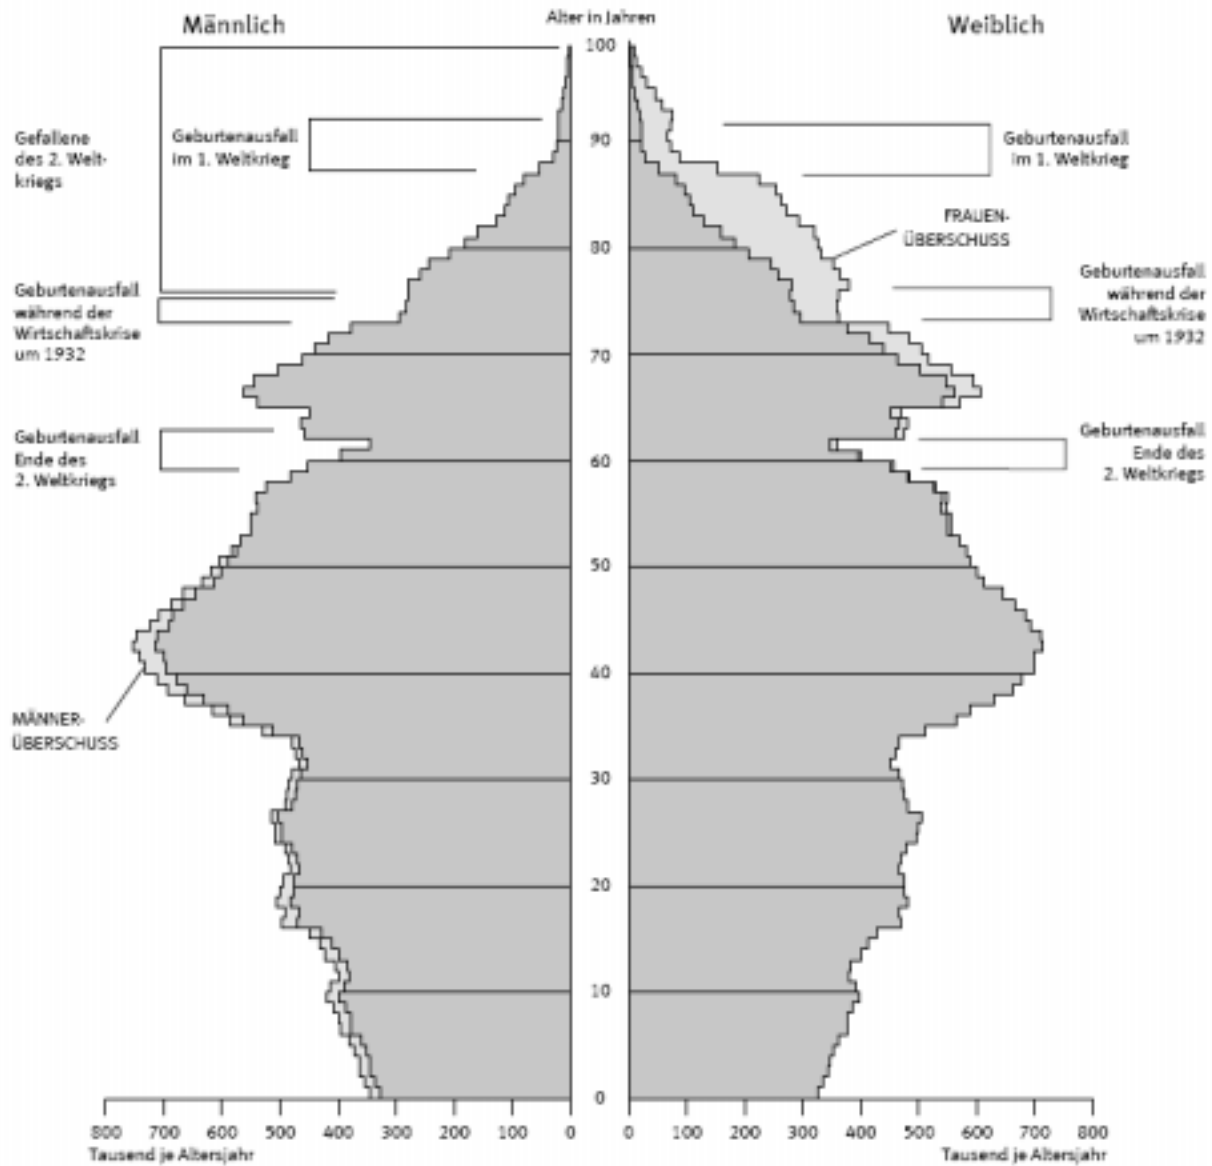 Männlich
Alter in Jahren
Weiblich
100
Gefallene
des 2. Welt-
kriegs
Geburtenausfall
im 1. Weltkrieg
90
Geburtenausfall
im 1. Weltkrieg
FRAUEN-
ÜBERSCHUSS
80
Geburtenausfall
während der
Wirtschaftskrise
um 1932
Geburtenausfall
während der
Wirtschaftskrise
um 1932
70
Geburtenausfall
Ende des
2. Weltkriegs
Geburtenausfall
Ende des
2. Weltkriegs
60
50
40
MÄNNER-
ÜBERSCHUSS
30
20
10
0
800 700 600 500 400 300 200 100 0
0 100 200 300 400 500 600 700 800
Tausend je Altersjahr
Tausend je Altersjahr